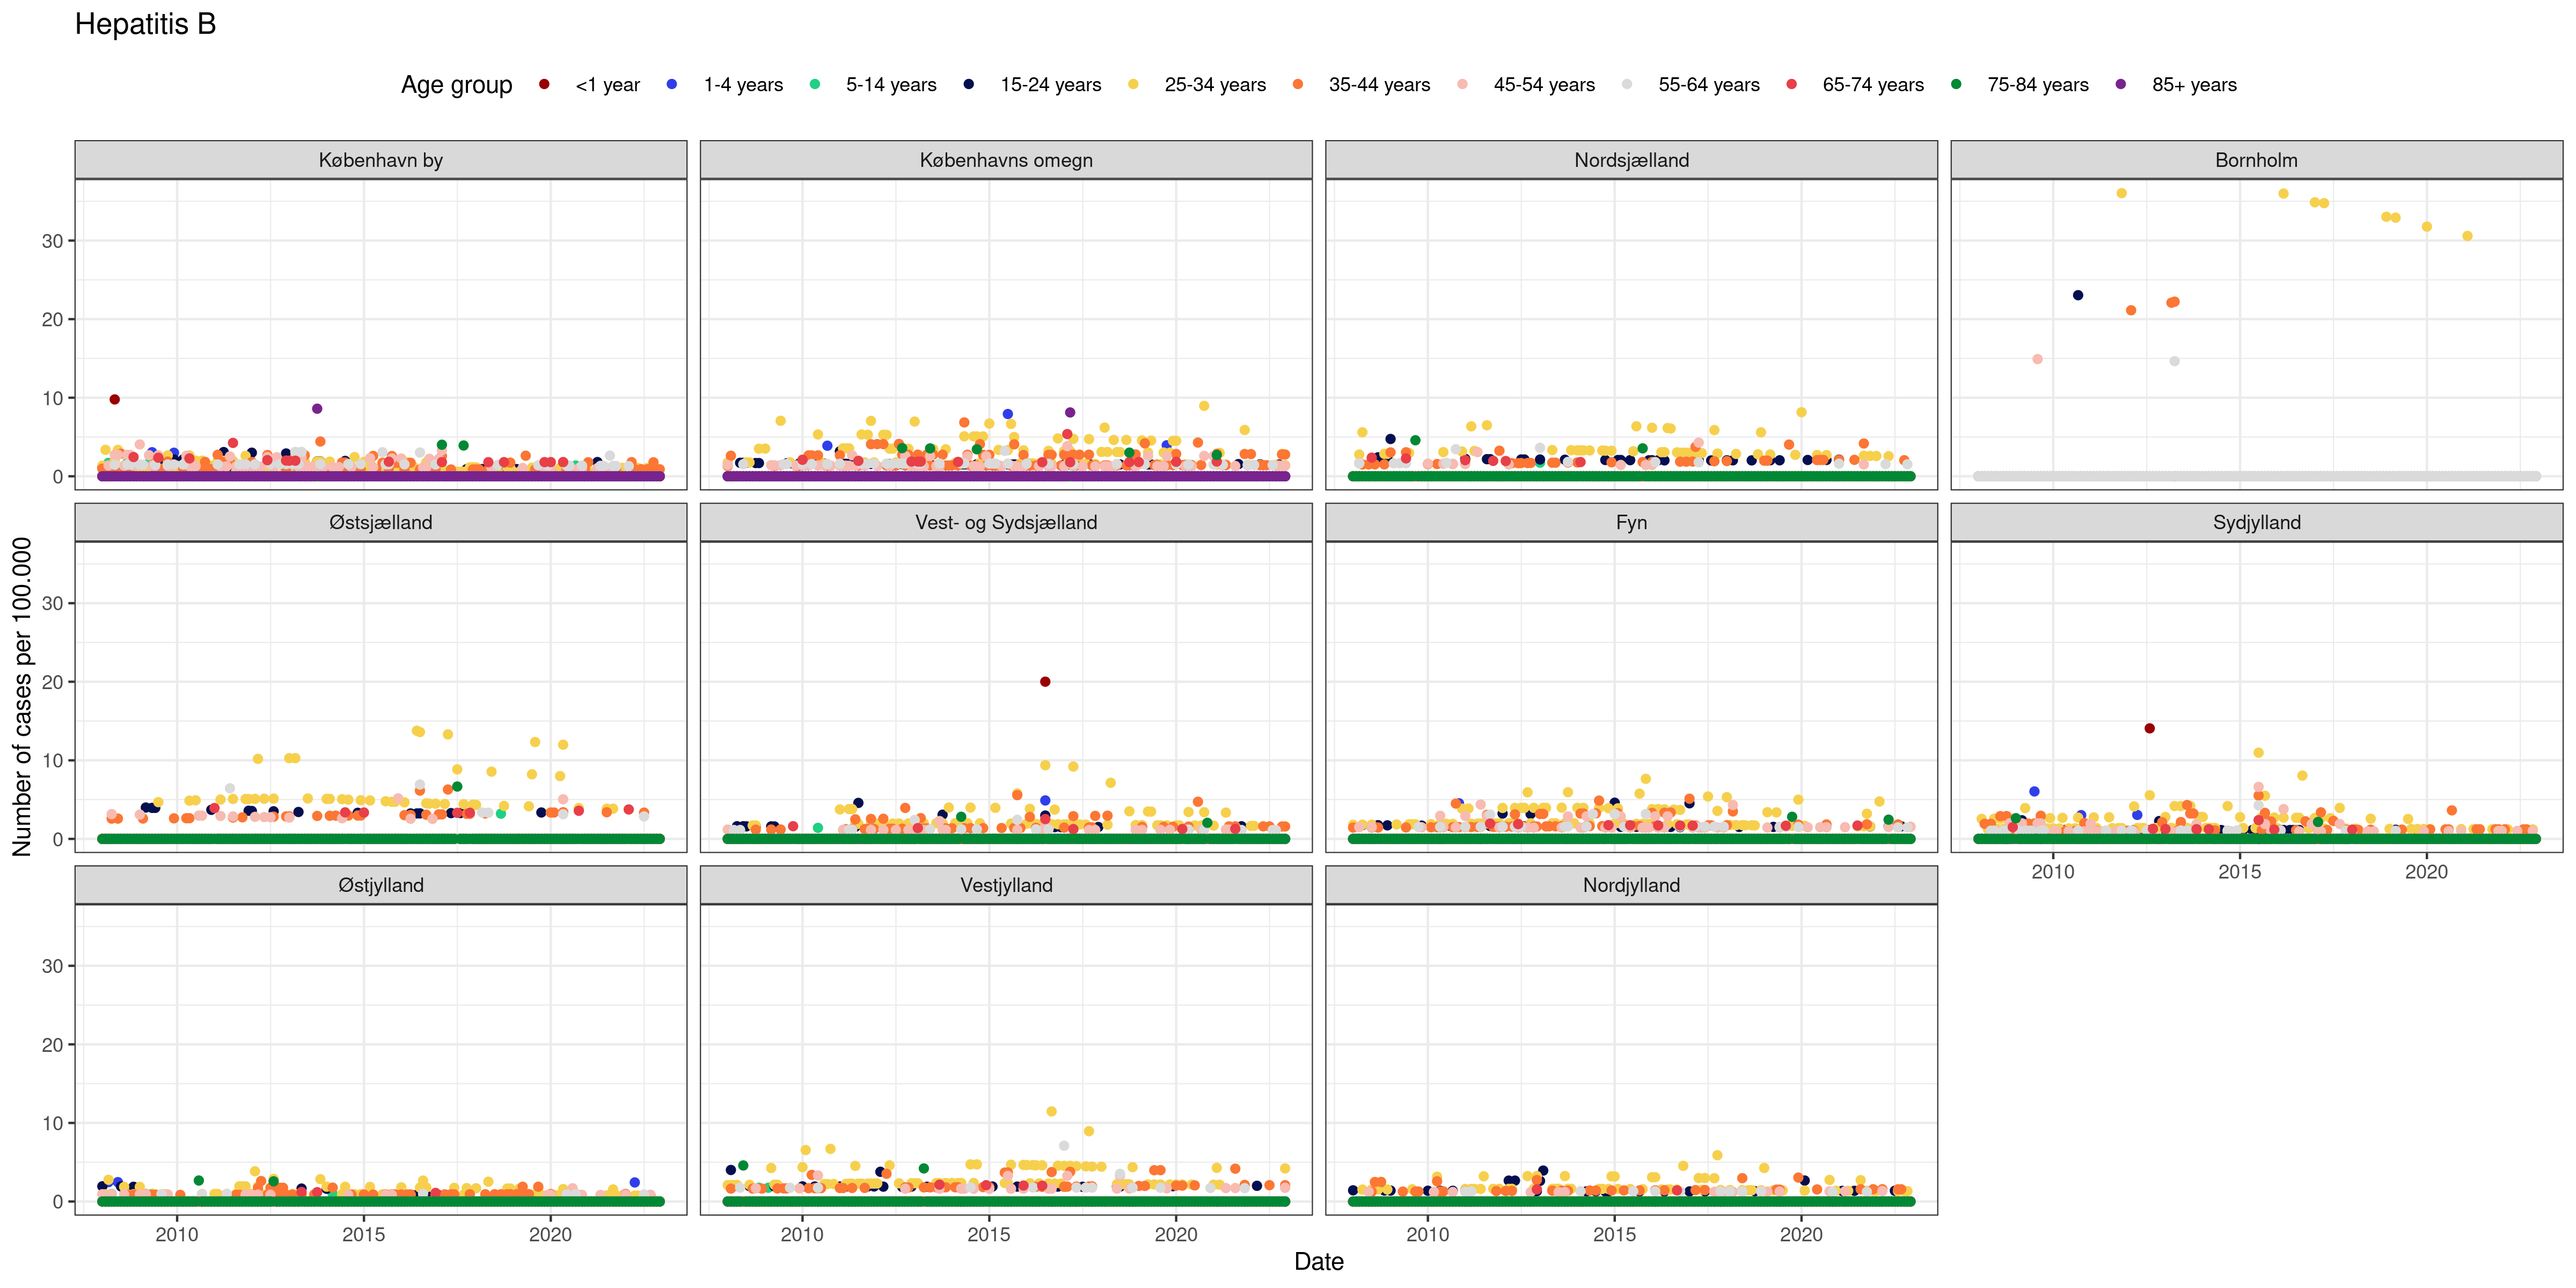 Hepatitis B
Age group <1 year 1-4 years 5-14 years 15-24 years 25-34 years 35-44 years 45-54 years 55-64 years 65-74 years 75-84 years 85+ years
København by Københavns omegn Nordsjælland Bornholm
30
20
10
0
Østsjælland Vest- og Sydsjælland Fyn Sydjylland
Number of cases per 100.000
30
20
10
0
2010 2015 2020
Østjylland Vestjylland Nordjylland
30
20
10
0
2010 2015 2020 2010 2015 2020 2010 2015 2020
Date